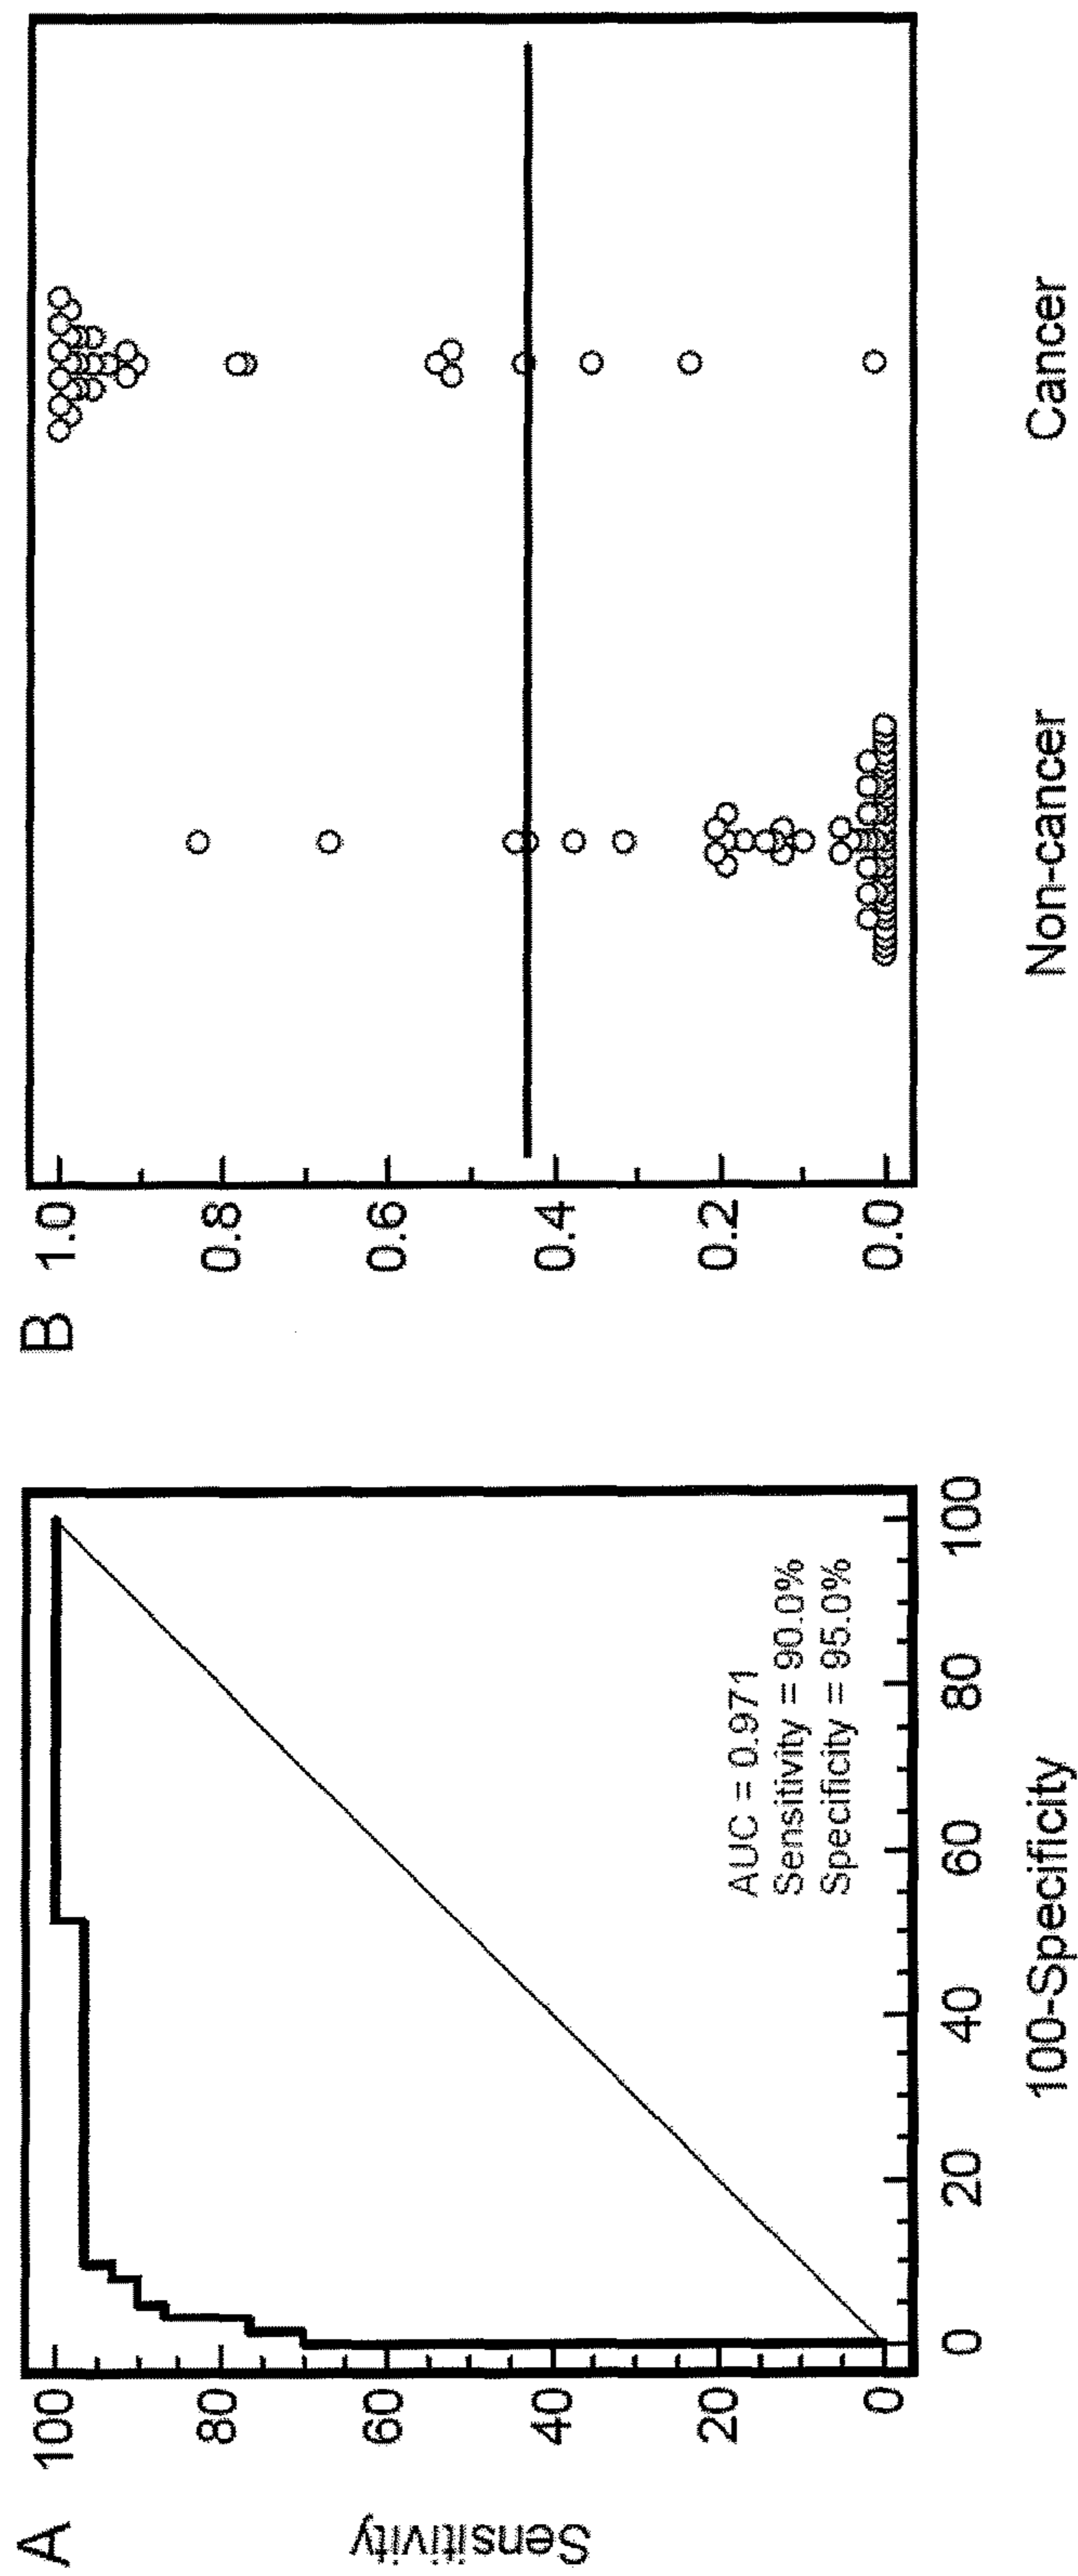 A
Sensitivity
100
80
60
40
20
0
AUC = 0.971
Sensitivity = 90.0%
Specificity = 95.0%
0
20
40
60
80
100
100-Specificity
B
1.0
0.8
0.6
0.4
0.2
0.0
Non-cancer
Cancer